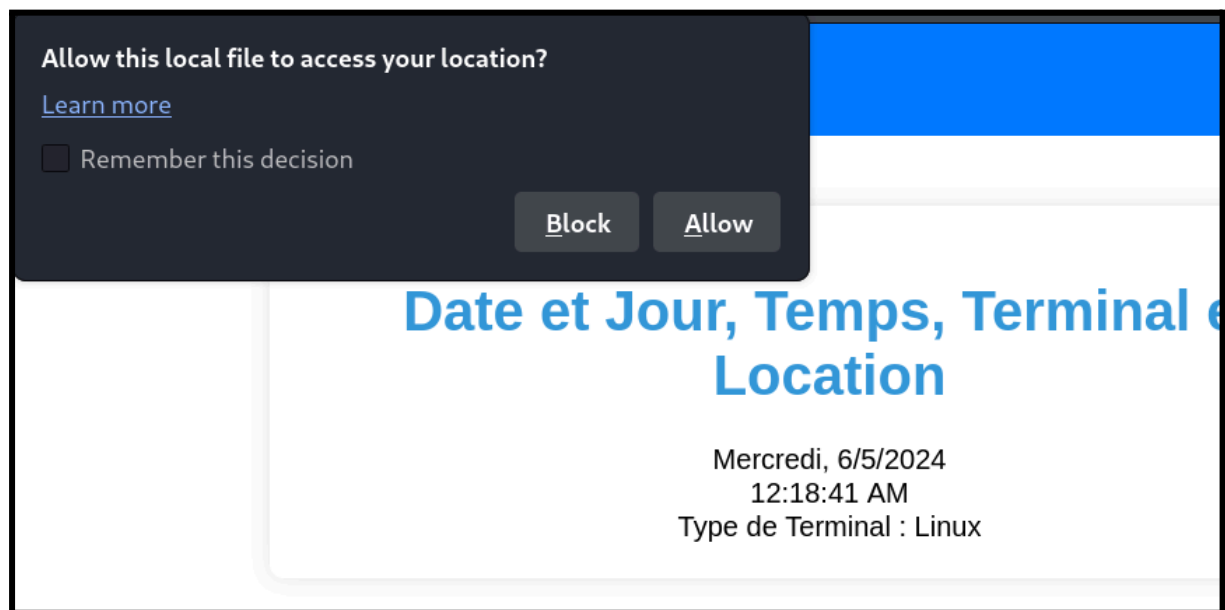 Allow this local file to access your location?
Learn more
Remember this decision
Block
Allow
Date et Jour, Temps, Terminal e
Location
Mercredi, 6/5/2024
12:18:41 AM
Type de Terminal : Linux